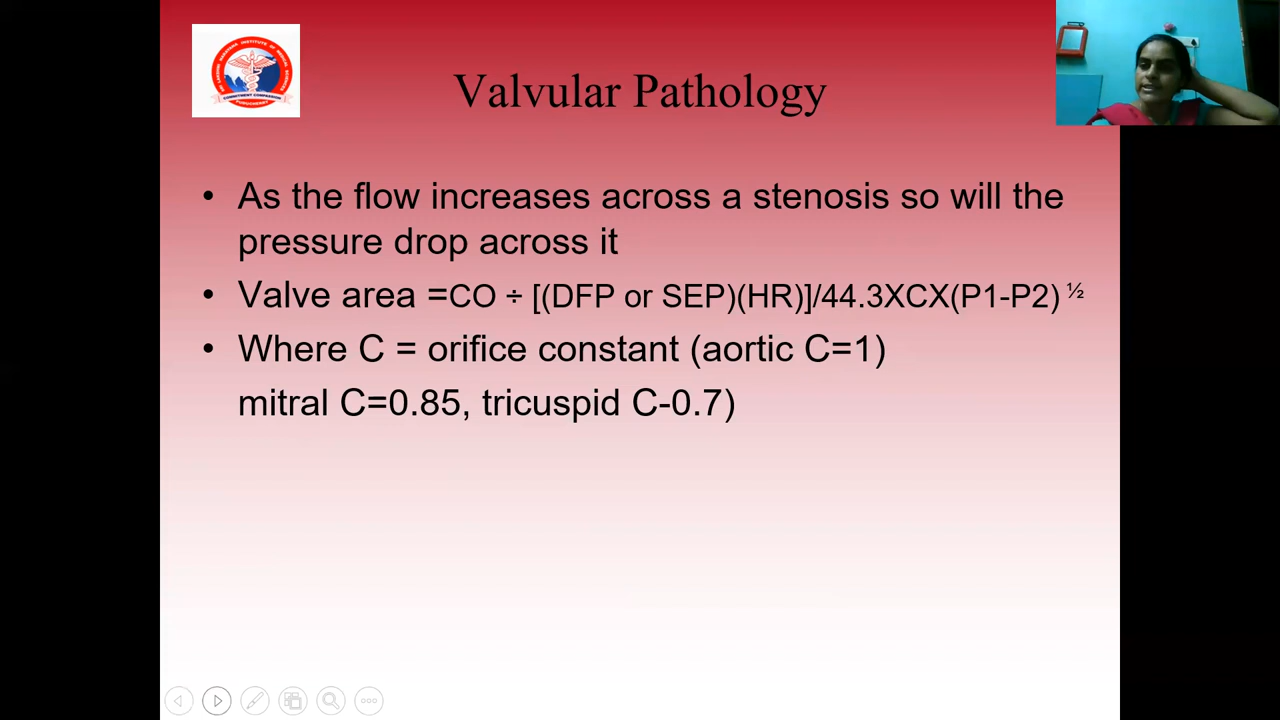 Valvular Pathology
• As the flow increases across a stenosis so will the
pressure drop across it
• Valve area =CO ÷ [(DFP or SEP)(HR)]/44.3XCX(P1-P2) ½
• Where C = orifice constant (aortic C=1)
mitral C=0.85, tricuspid C-0.7)